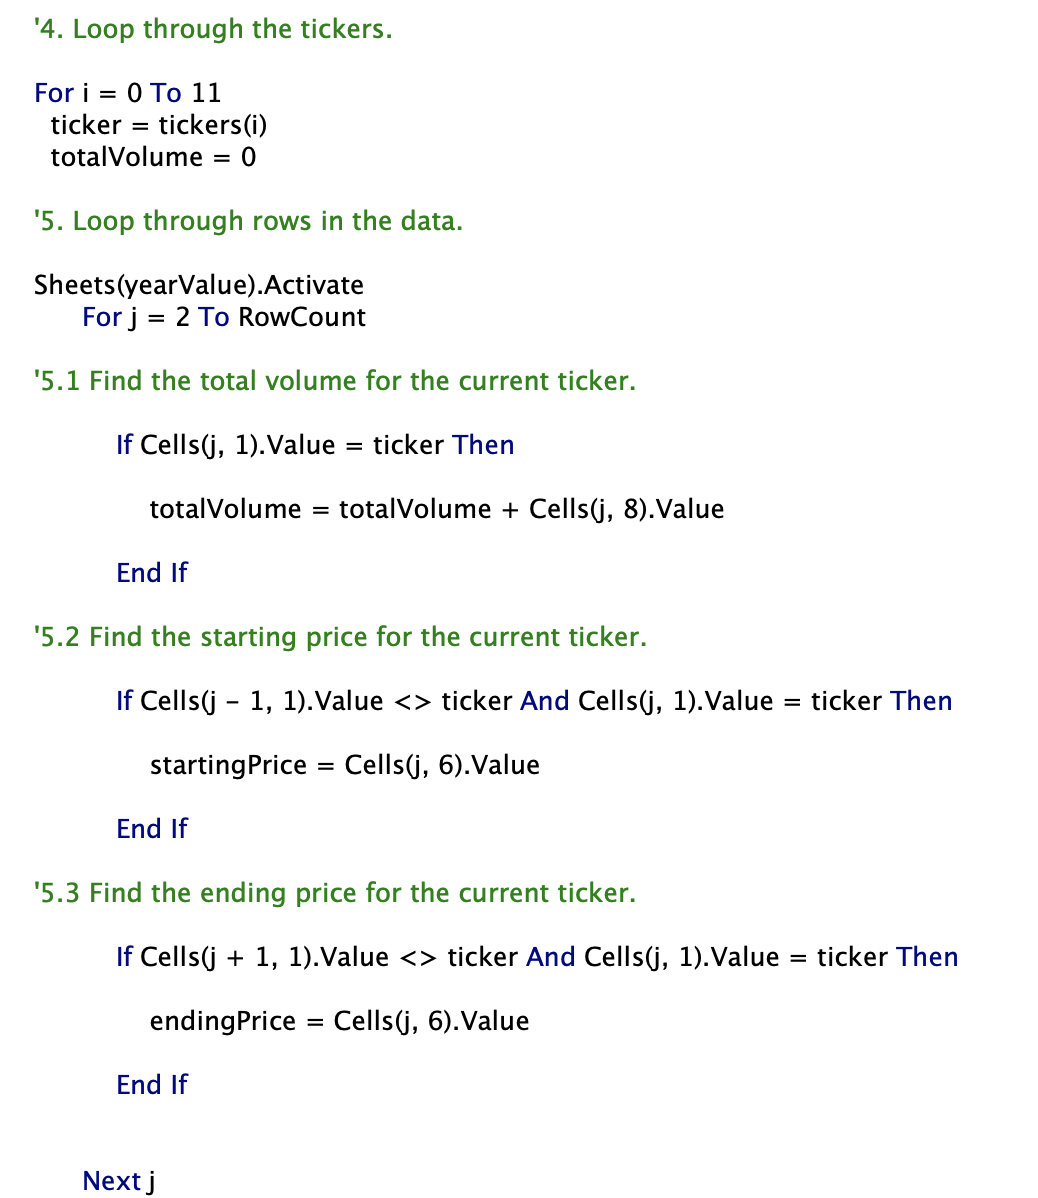 '4. Loop through the tickers.
For i = 0 To 11
ticker = tickers(i)
totalVolume = 0
'5. Loop through rows in the data.
Sheets(yearValue).Activate
For j = 2 To RowCount
'5.1 Find the total volume for the current ticker.
If Cells(j, 1).Value = ticker Then
totalVolume = totalVolume + Cells(j, 8).Value
End If
'5.2 Find the starting price for the current ticker.
If Cells(j - 1, 1).Value <> ticker And Cells(j, 1).Value = ticker Then
startingPrice = Cells(j, 6).Value
End If
'5.3 Find the ending price for the current ticker.
If Cells(j + 1, 1).Value <> ticker And Cells(j, 1).Value = ticker Then
endingPrice = Cells(j, 6).Value
End If
Next j